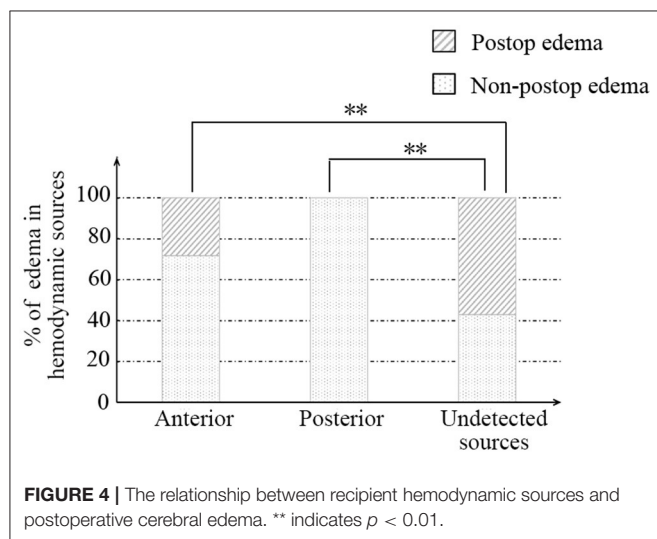 Postop edema
Non-postop edema
**
**
% of edema in
hemodynamic sources
100
80
60
40
20
0
Anterior
Posterior
Undetected
sources
FIGURE 4 | The relationship between recipient hemodynamic sources and
postoperative cerebral edema. ** indicates p < 0.01.